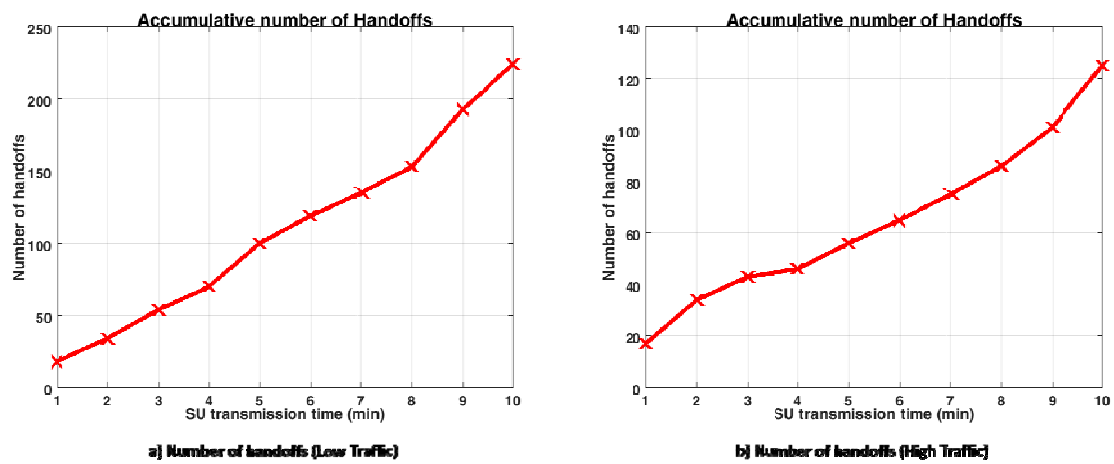 Accumulative number of Handoffs
250
200
150
100
50
0
Number of handoffs
1 2 3 4 5 6 7 8 9 10
SU transmission time (min)
a) Number of handoffs (Low Traffic)
Accumulative number of Handoffs
140
120
100
80
60
40
20
0
Number of handoffs
1 2 3 4 5 6 7 8 9 10
SU transmission time (min)
b) Number of handoffs (High Traffic)